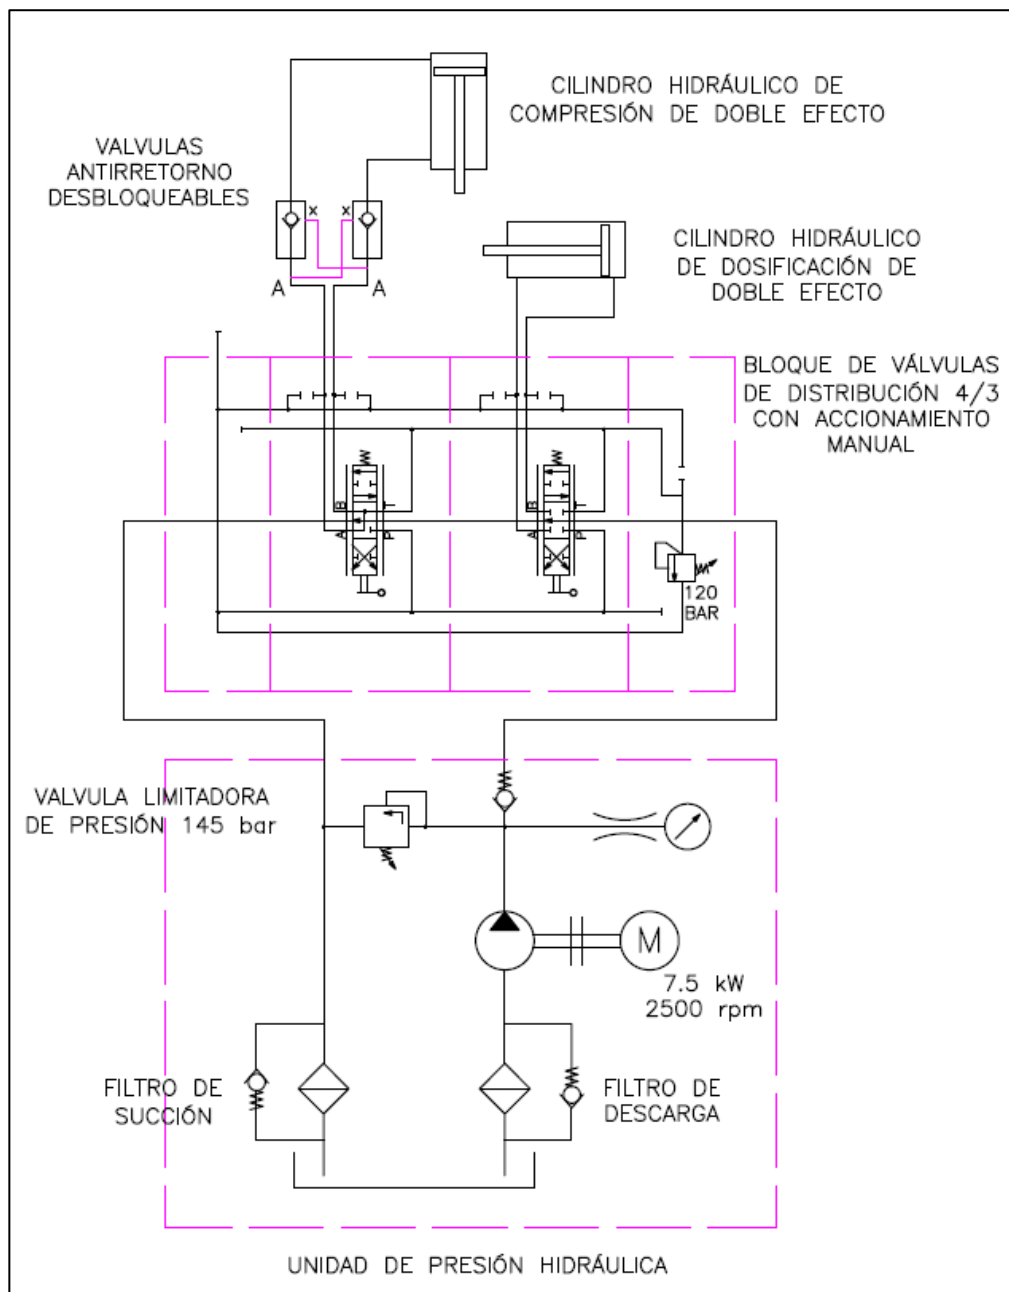 CILINDRO HIDRÁULICO DE
COMPRESIÓN DE DOBLE EFECTO
VALVULAS
ANTIRRETORNO
DESBLOQUEABLES
x
x
A
A
CILINDRO HIDRÁULICO
DE DOSIFICACIÓN DE
DOBLE EFECTO
BLOQUE DE VÁLVULAS
DE DISTRIBUCIÓN 4/3
CON ACCIONAMIENTO
MANUAL
B
T
A
P
B
T
A
P
120
BAR
VALVULA LIMITADORA
DE PRESIÓN 145 bar
M
7.5 kW
2500 rpm
FILTRO DE
SUCCIÓN
FILTRO DE
DESCARGA
UNIDAD DE PRESIÓN HIDRÁULICA